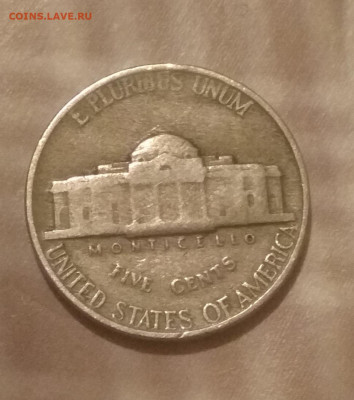 COINS.LAVE.RU
E PLURIBUS UNUM
MONTICELLO
FIVE CENTS
UNITED STATES OF AMERICA